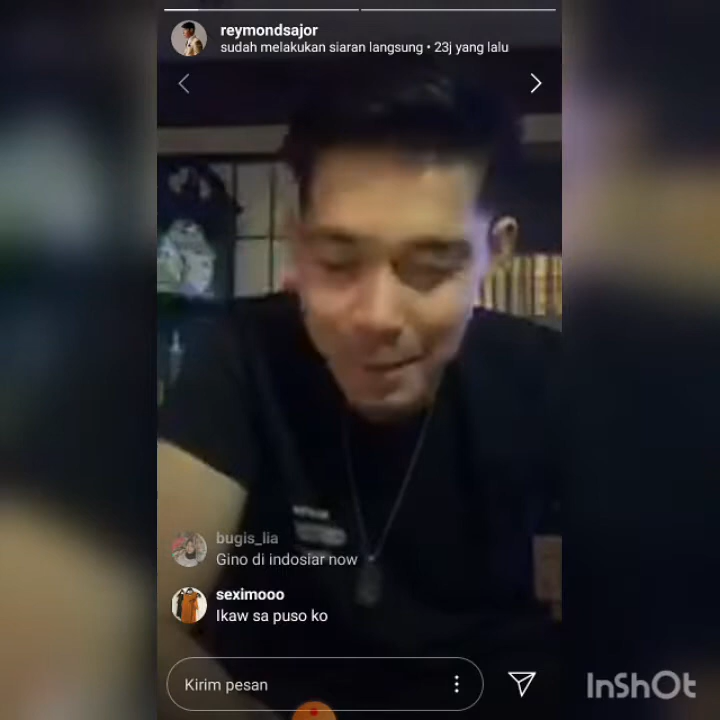 reymondsajor
sudah melakukan siaran langsung • 23j yang lalu
bugis_lia
Gino di indosiar now
seximooo
Ikaw sa puso ko
Kirim pesan
InShOt